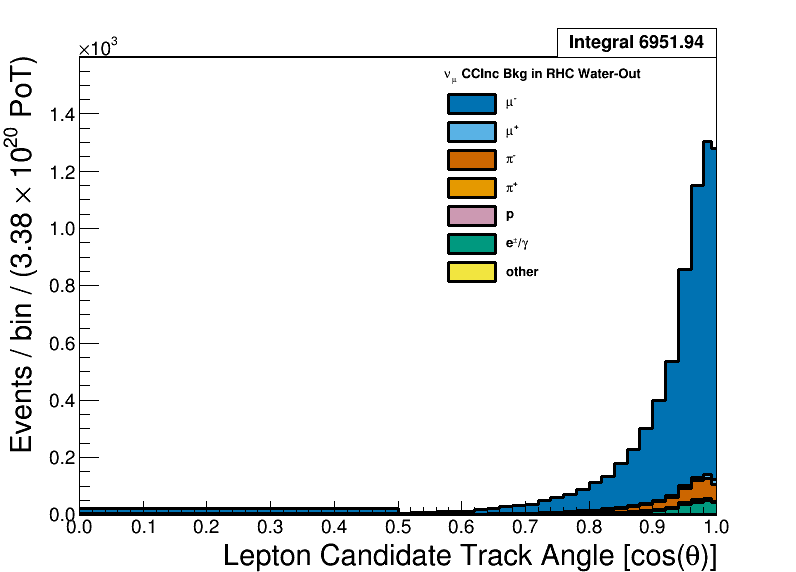 ×10³
Integral 6951.94
ν_μ CCInc Bkg in RHC Water-Out
μ⁻
μ⁺
π⁻
π⁺
p
e^±/γ
other
Events / bin / (3.38 × 10²⁰ PoT)
1.4
1.2
1.0
0.8
0.6
0.4
0.2
0.0
0.0 0.1 0.2 0.3 0.4 0.5 0.6 0.7 0.8 0.9 1.0
Lepton Candidate Track Angle [cos(θ)]